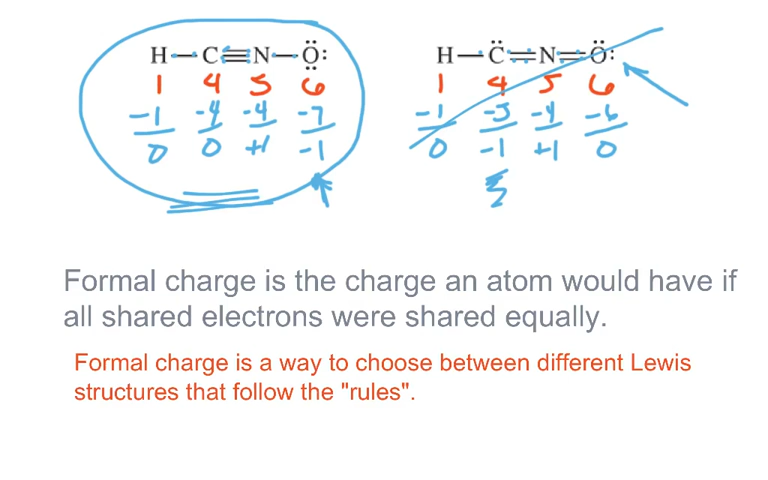 H—C≡N—Ö: H—C̈=N=Ö:
1 4 5 6 1 4 5 6
-1 -4 -4 -7 -1 -5 -4 -6
0 0 +1 -1 0 -1 +1 0
Formal charge is the charge an atom would have if
all shared electrons were shared equally.
Formal charge is a way to choose between different Lewis
structures that follow the "rules".